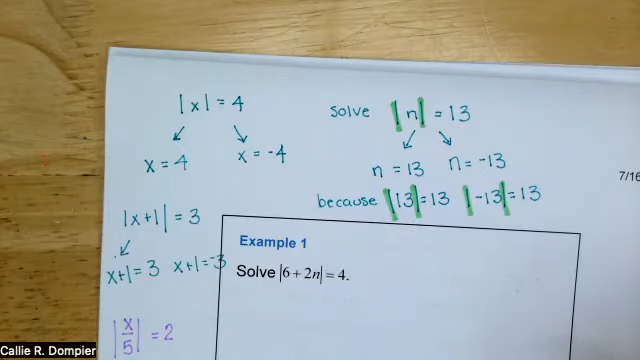 |x| = 4
x = 4 x = -4
solve |n| = 13
n = 13 n = -13
because |13| = 13 |-13| = 13
7/16
|x+1| = 3
x+1 = 3 x+1 = -3
|x/5| = 2
Example 1
Solve |6 + 2n| = 4.
Callie R. Dompier